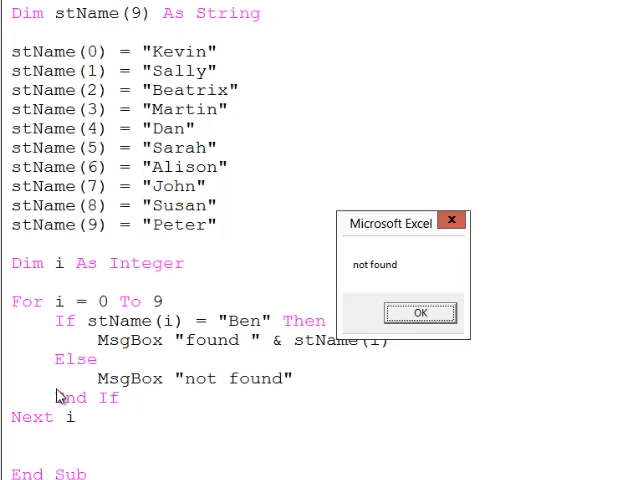 Dim stName(9) As String
stName(0) = "Kevin"
stName(1) = "Sally"
stName(2) = "Beatrix"
stName(3) = "Martin"
stName(4) = "Dan"
stName(5) = "Sarah"
stName(6) = "Alison"
stName(7) = "John"
stName(8) = "Susan"
stName(9) = "Peter"
Dim i As Integer
For i = 0 To 9
If stName(i) = "Ben" Then
MsgBox "found " & stName(i)
Else
MsgBox "not found"
End If
Next i
End Sub
Microsoft Excel
x
not found
OK